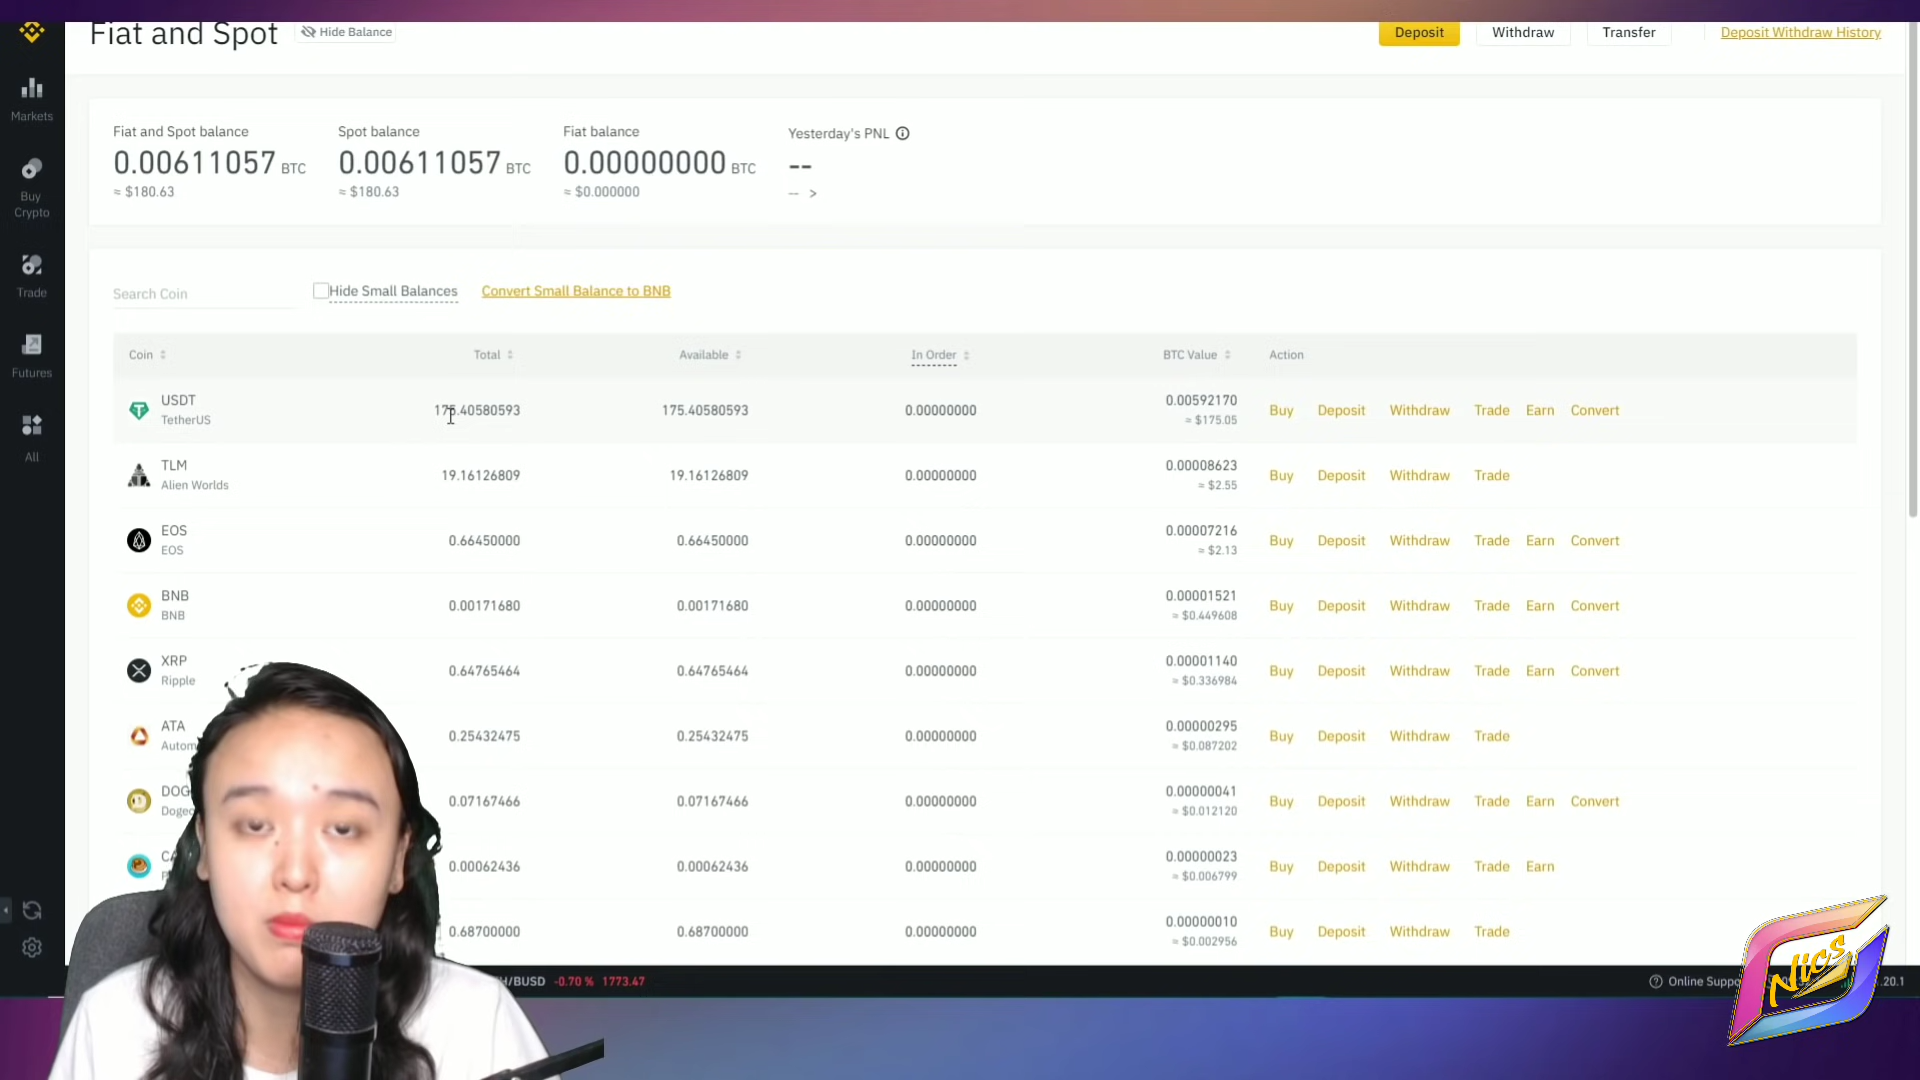 Fiat and Spot
Hide Balance
Deposit
Withdraw
Transfer
Deposit Withdraw History
Markets
Buy
Crypto
Trade
Futures
All
Fiat and Spot balance
0.00611057 BTC
≈ $180.63
Spot balance
0.00611057 BTC
≈ $180.63
Fiat balance
0.00000000 BTC
≈ $0.000000
Yesterday's PNL
--
-- >
Search Coin
Hide Small Balances
Convert Small Balance to BNB
Coin Total Available In Order BTC Value Action
USDT 175.40580593 175.40580593 0.00000000 0.00592170 Buy Deposit Withdraw Trade Earn Convert
TetherUS ≈ $175.05
TLM 19.16126809 19.16126809 0.00000000 0.00008623 Buy Deposit Withdraw Trade
Alien Worlds ≈ $2.55
EOS 0.66450000 0.66450000 0.00000000 0.00007216 Buy Deposit Withdraw Trade Earn Convert
EOS ≈ $2.13
BNB 0.00171680 0.00171680 0.00000000 0.00001521 Buy Deposit Withdraw Trade Earn Convert
BNB ≈ $0.449608
XRP 0.64765464 0.64765464 0.00000000 0.00001140 Buy Deposit Withdraw Trade Earn Convert
Ripple ≈ $0.336984
ATA 0.25432475 0.25432475 0.00000000 0.00000295 Buy Deposit Withdraw Trade
Autom ≈ $0.087202
DOG 0.07167466 0.07167466 0.00000000 0.00000041 Buy Deposit Withdraw Trade Earn Convert
Dogec ≈ $0.012120
0.00062436 0.00062436 0.00000000 0.00000023 Buy Deposit Withdraw Trade Earn
≈ $0.006799
0.68700000 0.68700000 0.00000000 0.00000010 Buy Deposit Withdraw Trade
≈ $0.002956
H/BUSD -0.70 % 1773.47
Online Suppo
.20.1
Nics